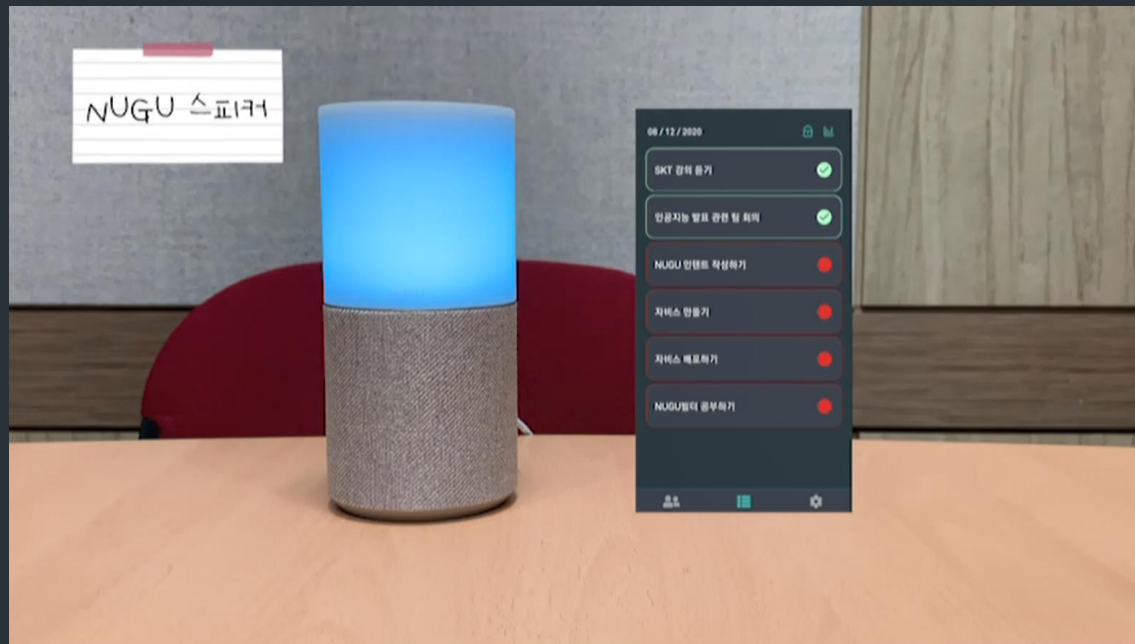 NUGU 스피커
08 / 12 / 2020
SKT 강의 듣기
인공지능 발표 관련 팀 회의
NUGU 인텐트 작성하기
자비스 만들기
자비스 배포하기
NUGU빌더 공부하기